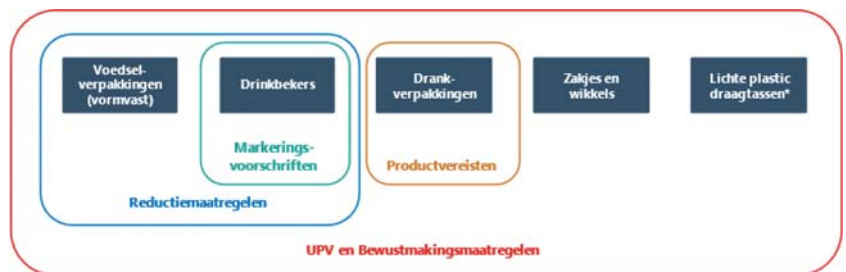 Voedsel-
verpakkingen
(vormvast)
Drinkbekers
Drank-
verpakkingen
Zakjes en
wikkels
Lichte plastic
draagtassen*
Markerings-
voorschriften
Productvereisten
Reductiemaatregelen
UPV en Bewustmakingsmaatregelen